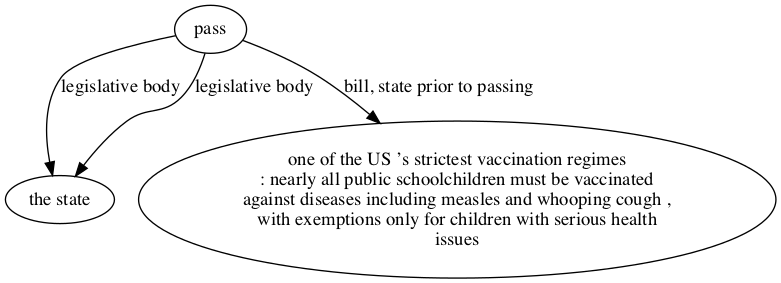 pass
legislative body
legislative body
bill, state prior to passing
the state
one of the US ’s strictest vaccination regimes
: nearly all public schoolchildren must be vaccinated
against diseases including measles and whooping cough ,
with exemptions only for children with serious health
issues